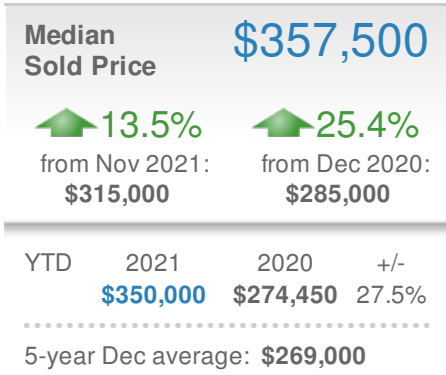 Median $357,500
Sold Price
13.5% 25.4%
from Nov 2021: from Dec 2020:
$315,000 $285,000
YTD 2021 2020 +/-
$350,000 $274,450 27.5%
5-year Dec average: $269,000